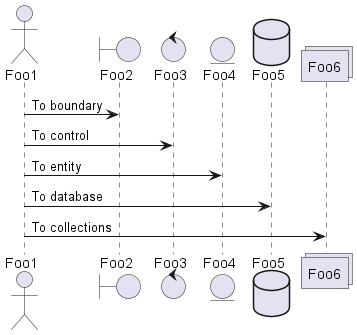 Foo1 Foo2 Foo3 Foo4 Foo5 Foo6
To boundary
To control
To entity
To database
To collections
Foo1 Foo2 Foo3 Foo4 Foo5 Foo6